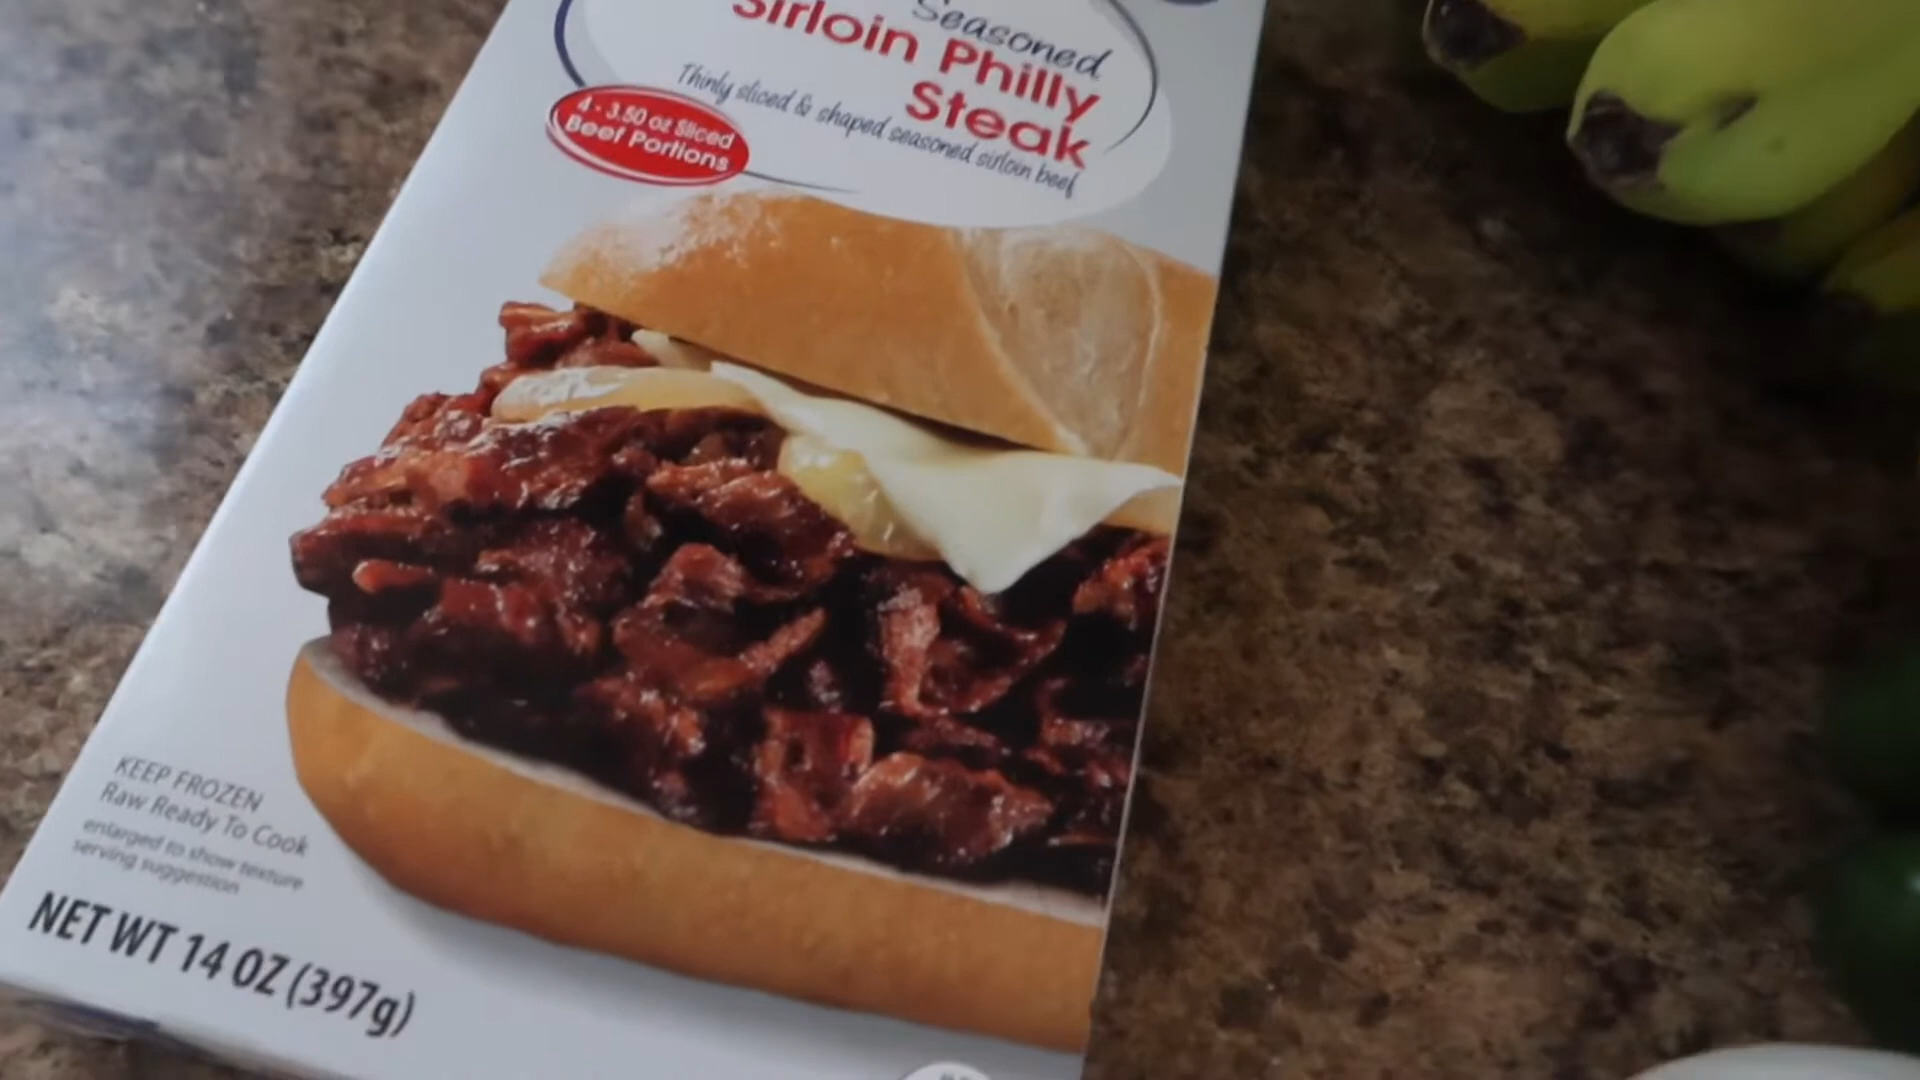 Seasoned
Sirloin Philly
Steak
Thinly sliced & shaped seasoned sirloin beef
4 - 3.50 oz Sliced
Beef Portions
KEEP FROZEN
Raw Ready To Cook
enlarged to show texture
serving suggestion
NET WT 14 OZ (397g)